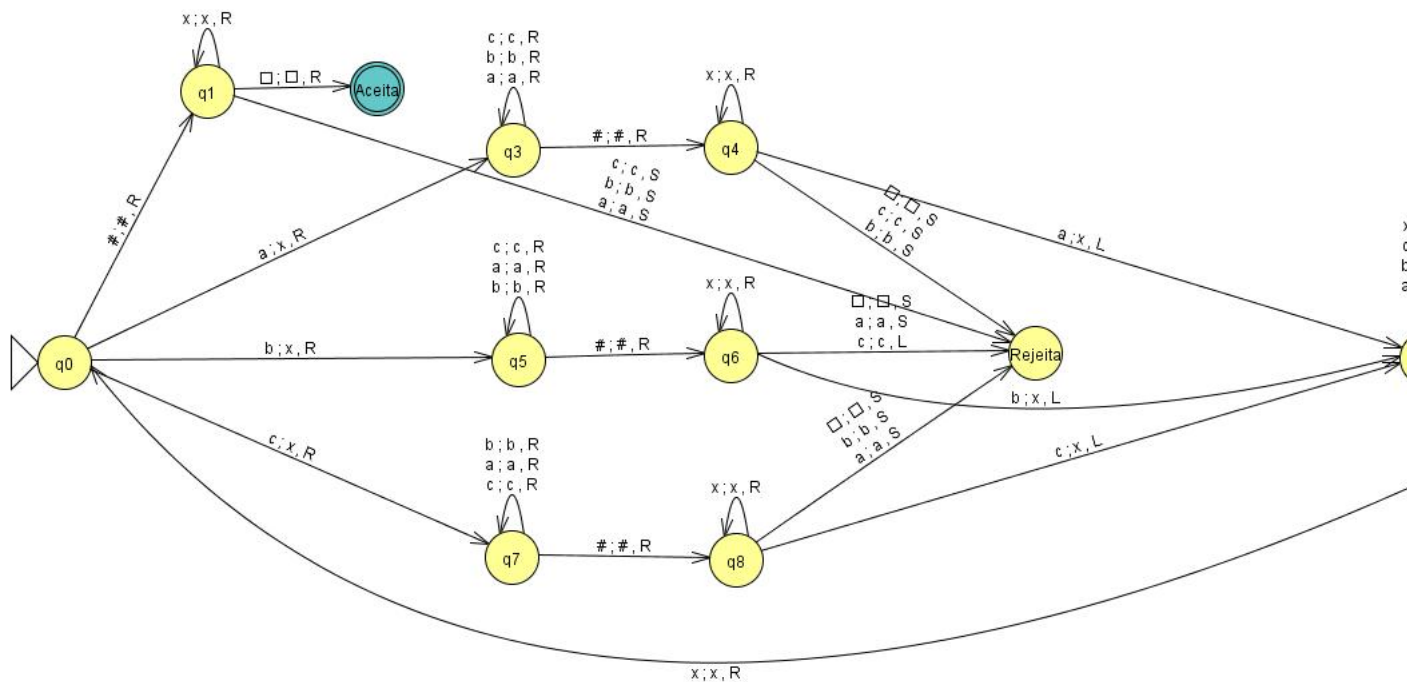 x ; x , R
c ; c , R
b ; b , R
a ; a , R
x ; x , R
q1
□ ; □ , R
Aceita
q3
# ; # , R
q4
# ; # , R
c ; c , S
b ; b , S
a ; a , S
□ ; □ , S
c ; c , S
b ; b , S
a ; x , L
x
c
b
a
a ; x , R
c ; c , R
a ; a , R
b ; b , R
x ; x , R
□ ; □ , S
a ; a , S
c ; c , L
q0
b ; x , R
q5
# ; # , R
q6
Rejeita
b ; x , L
c ; x , R
b ; b , R
a ; a , R
c ; c , R
x ; x , R
□ ; □ , S
b ; b , S
a ; a , S
c ; x , L
q7
# ; # , R
q8
x ; x , R